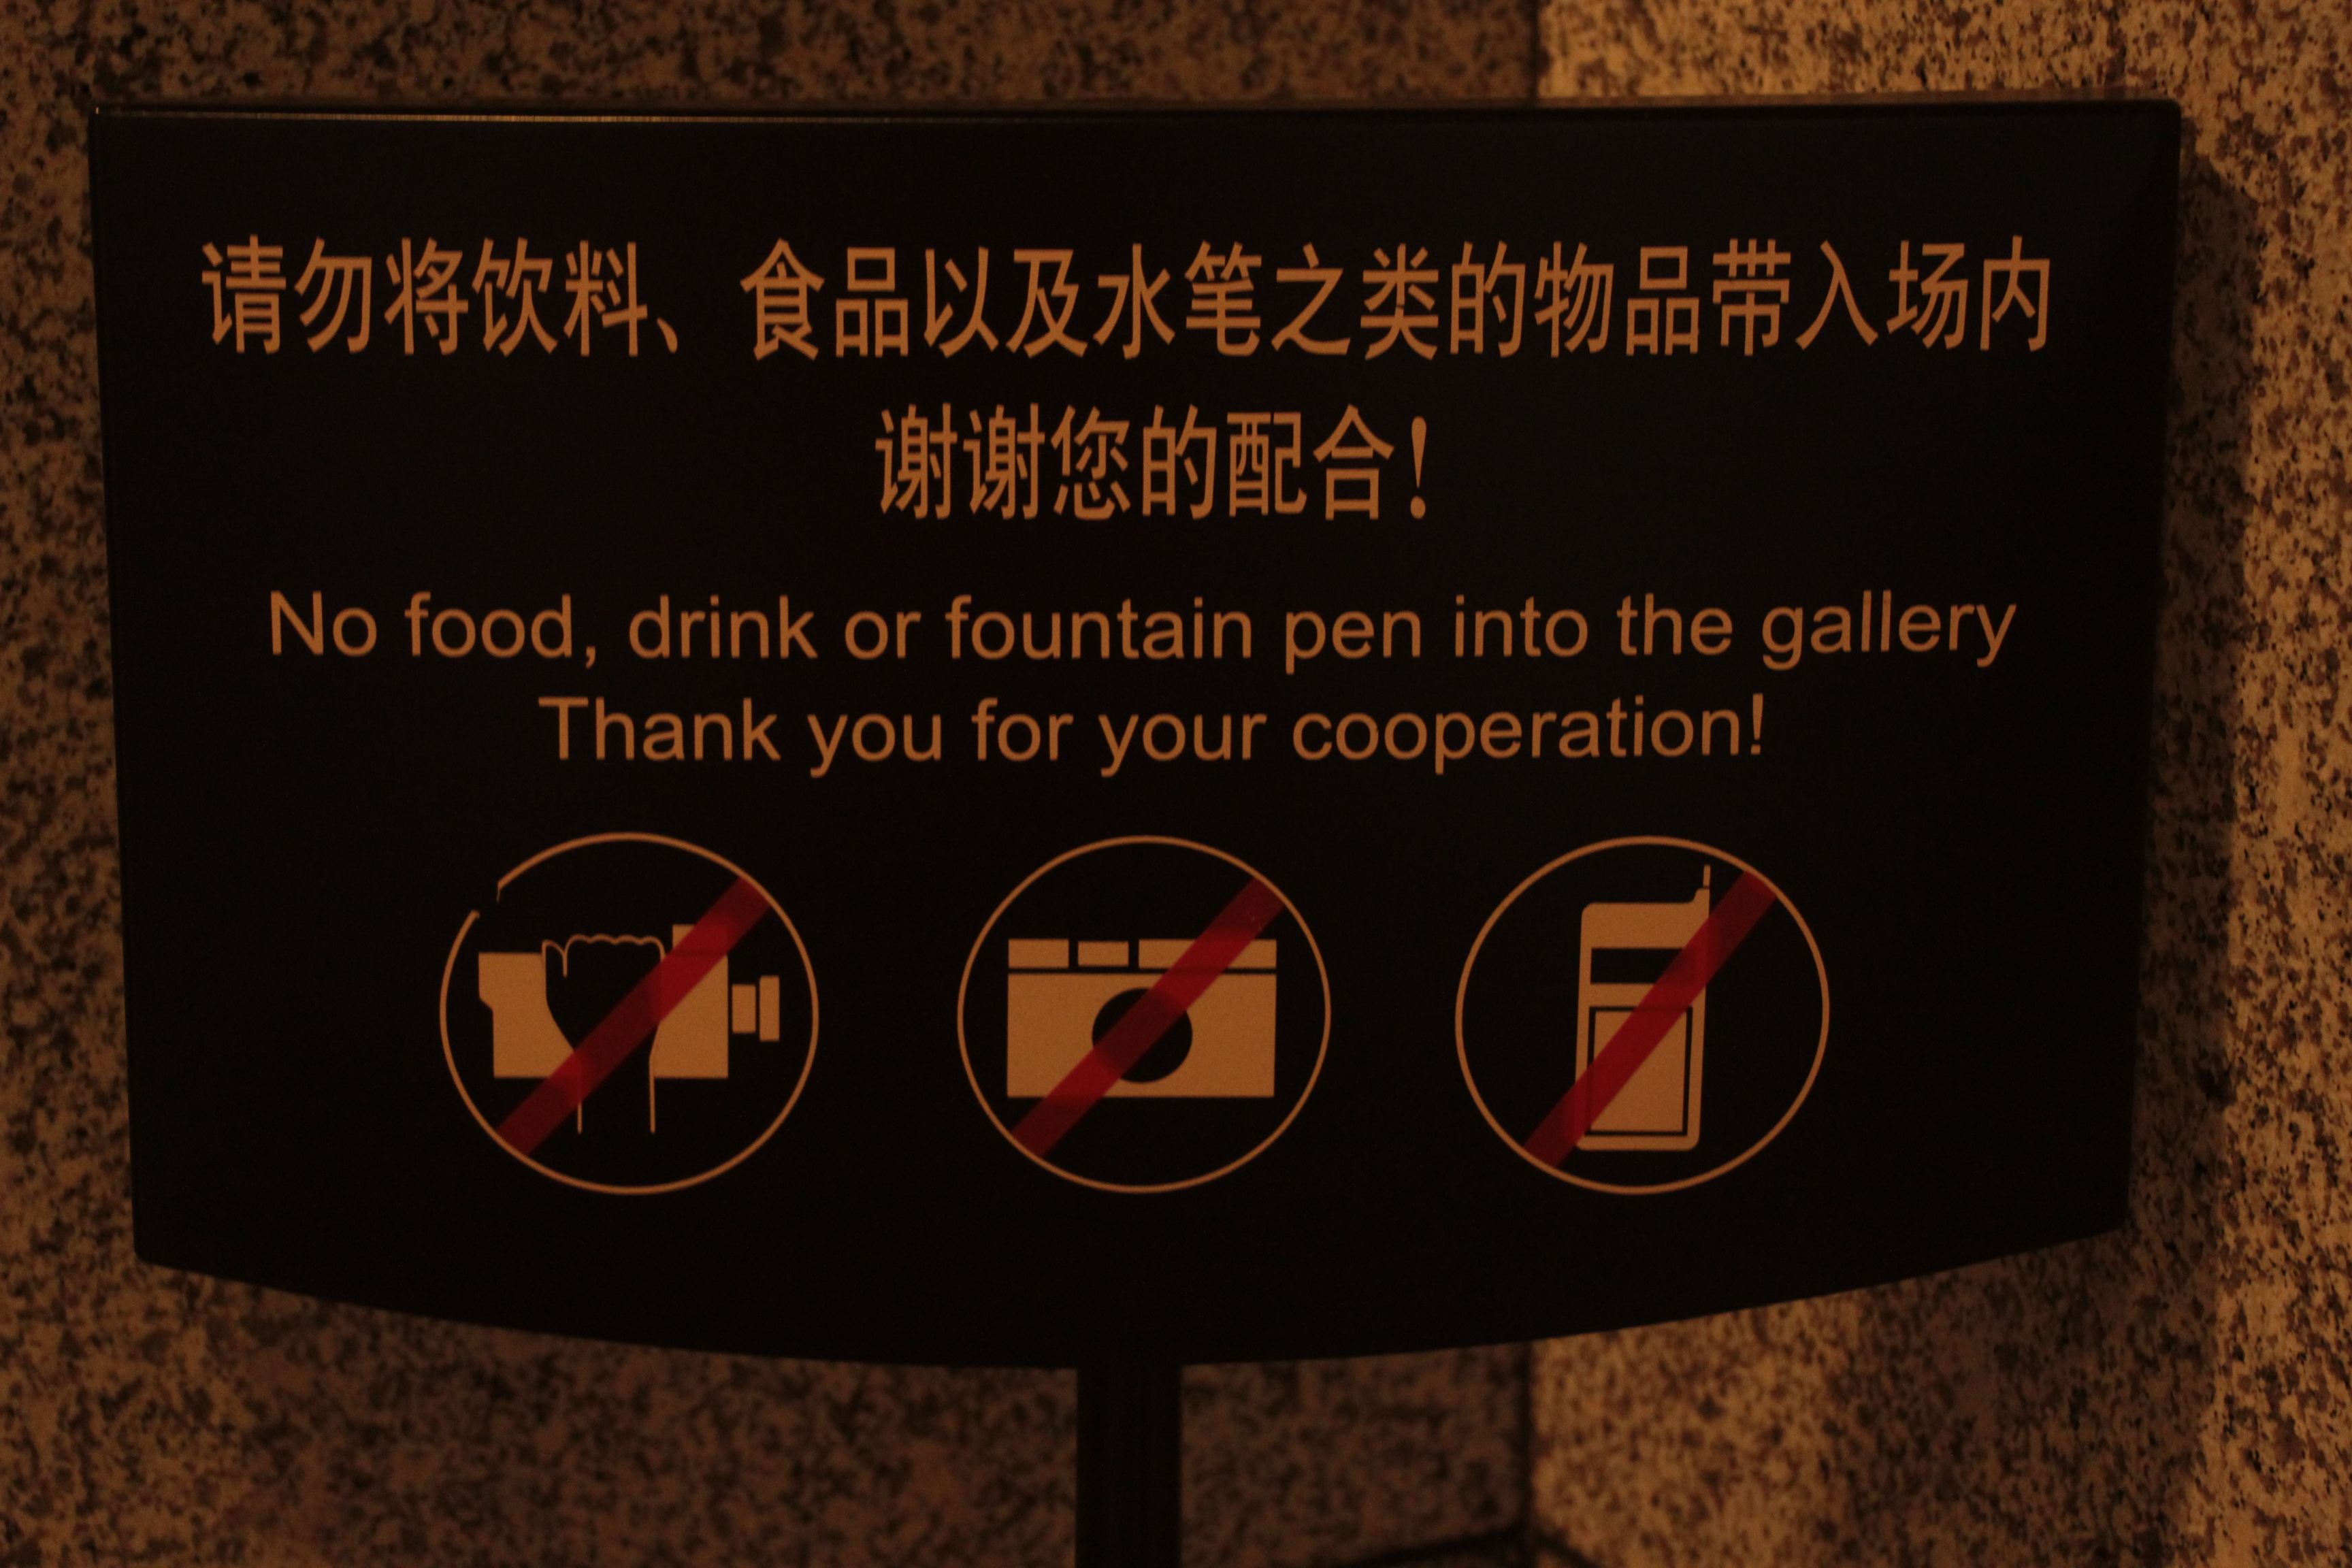 请勿将饮料、食品以及水笔之类的物品带入场内
谢谢您的配合！
No food, drink or fountain pen into the gallery
Thank you for your cooperation!